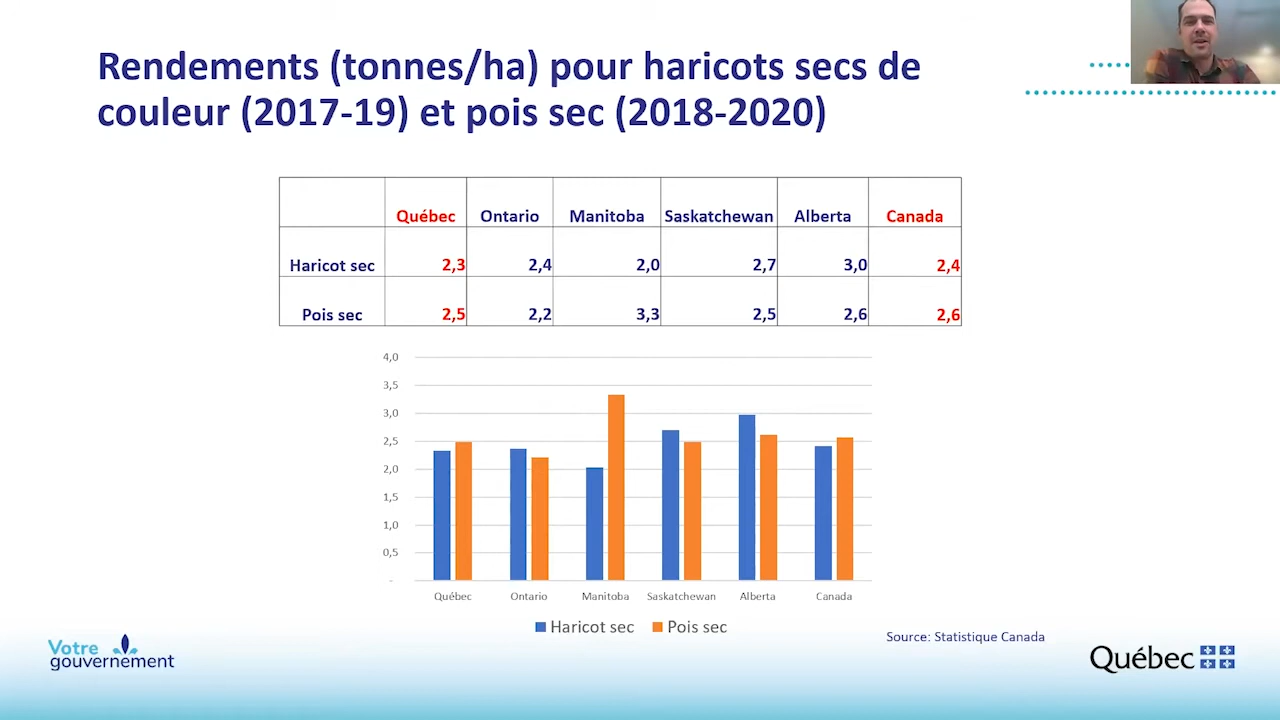 Rendements (tonnes/ha) pour haricots secs de
couleur (2017-19) et pois sec (2018-2020)
Québec Ontario Manitoba Saskatchewan Alberta Canada
Haricot sec 2,3 2,4 2,0 2,7 3,0 2,4
Pois sec 2,5 2,2 3,3 2,5 2,6 2,6
4,0
3,5
3,0
2,5
2,0
1,5
1,0
0,5
-
Québec Ontario Manitoba Saskatchewan Alberta Canada
Haricot sec Pois sec
Source: Statistique Canada
Votre
gouvernement
Québec